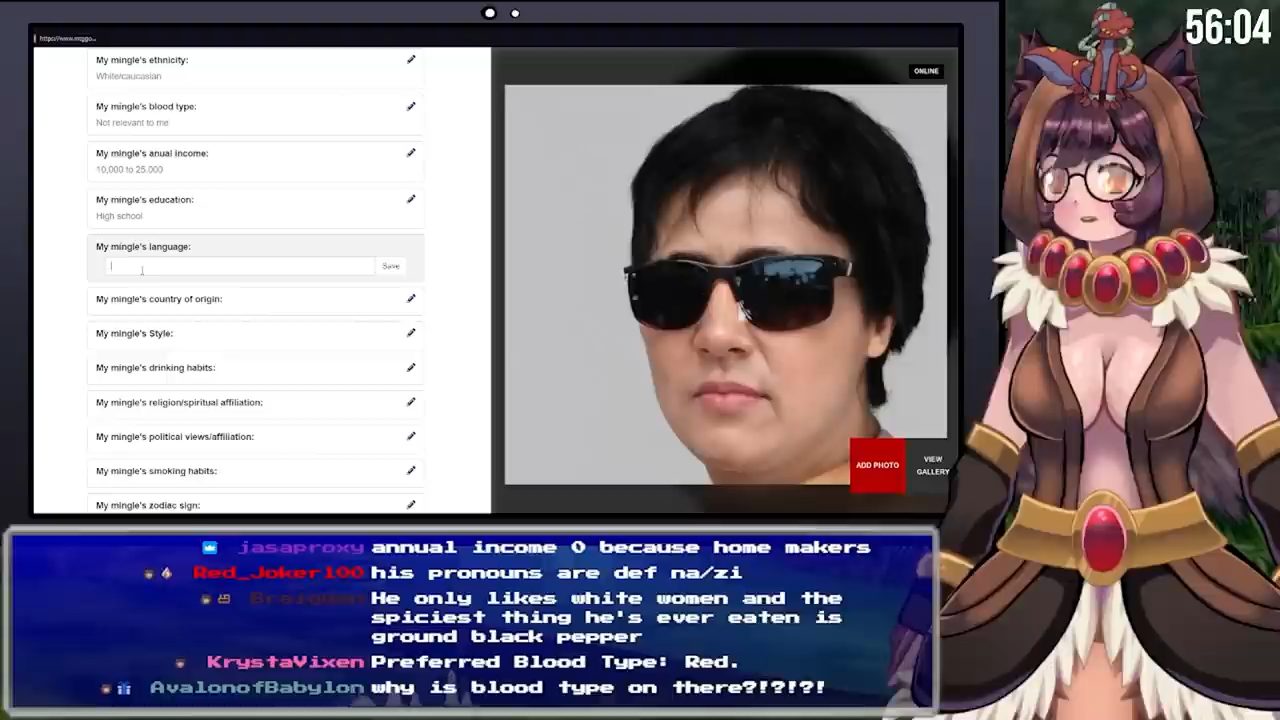 56:04
https://www.mtggo...
My mingle's ethnicity:
White/caucasian
My mingle's blood type:
Not relevant to me
My mingle's anual income:
10,000 to 25.000
My mingle's education:
High school
My mingle's language:
Save
My mingle's country of origin:
My mingle's Style:
My mingle's drinking habits:
My mingle's religion/spiritual affiliation:
My mingle's political views/affiliation:
My mingle's smoking habits:
My mingle's zodiac sign:
ONLINE
ADD PHOTO
VIEW
GALLERY
jasaproxy annual income 0 because home makers
Red_Joker100 his pronouns are def na/zi
He only likes white women and the
spiciest thing he's ever eaten is
ground black pepper
KrystaVixen Preferred Blood Type: Red.
AvalonofBabylon why is blood type on there?!?!?!